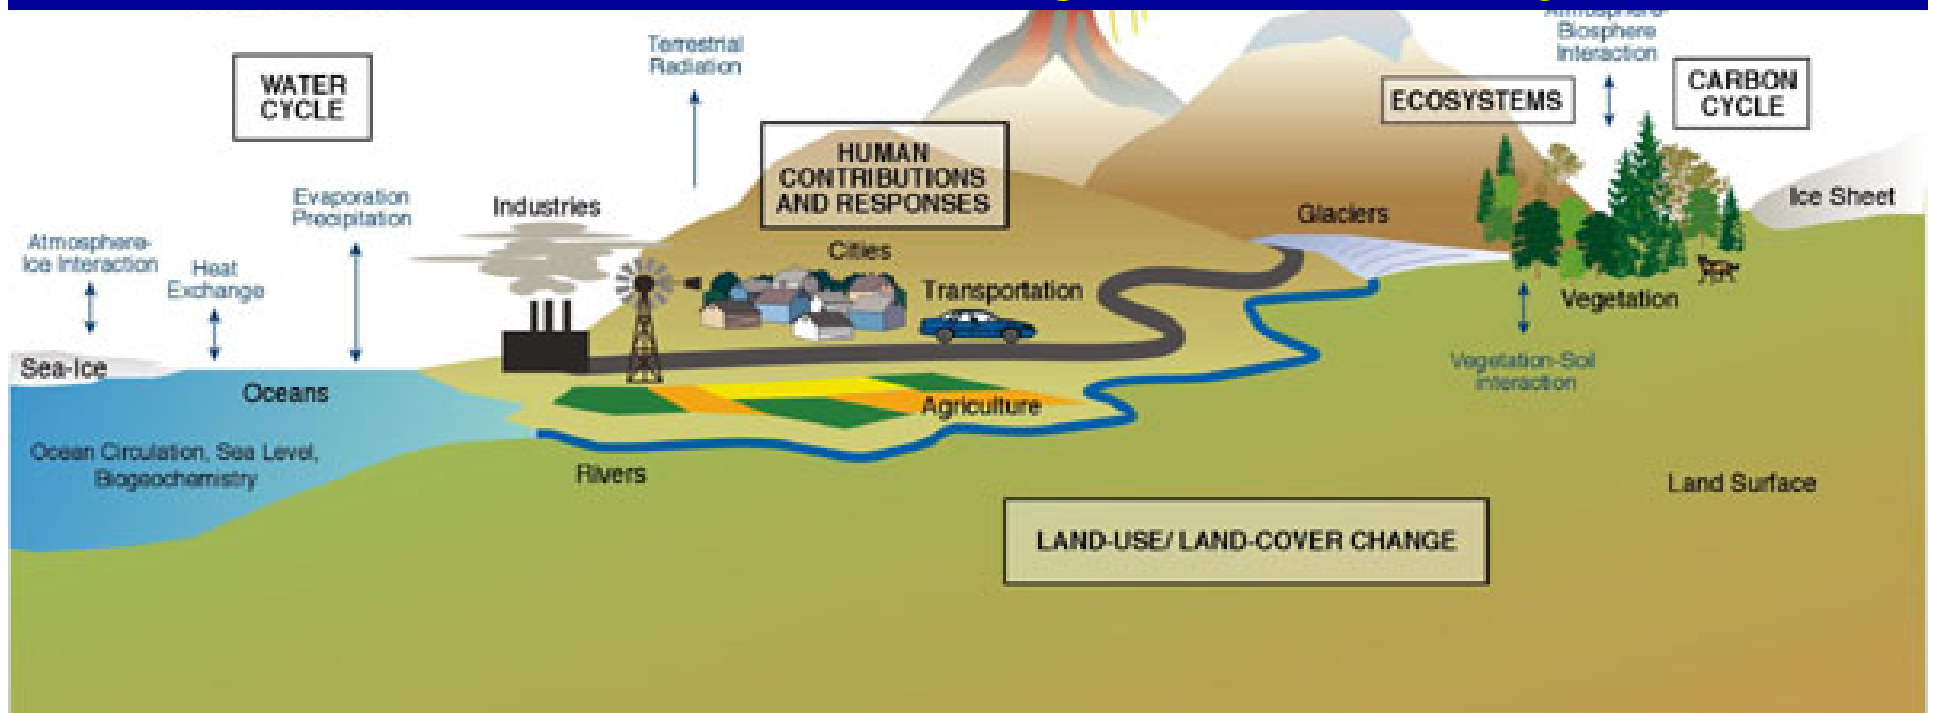 Biosphere
Interaction
Terrestrial
Radiation
WATER
CYCLE
ECOSYSTEMS
CARBON
CYCLE
HUMAN
CONTRIBUTIONS
AND RESPONSES
Evaporation
Precipitation
Industries
Glaciers
Ice Sheet
Atmosphere-
Ice Interaction
Heat
Exchange
Cities
Transportation
Vegetation
Sea-Ice
Oceans
Vegetation-Soil
interaction
Agriculture
Ocean Circulation, Sea Level,
Biogeochemistry
Rivers
Land Surface
LAND-USE/ LAND-COVER CHANGE